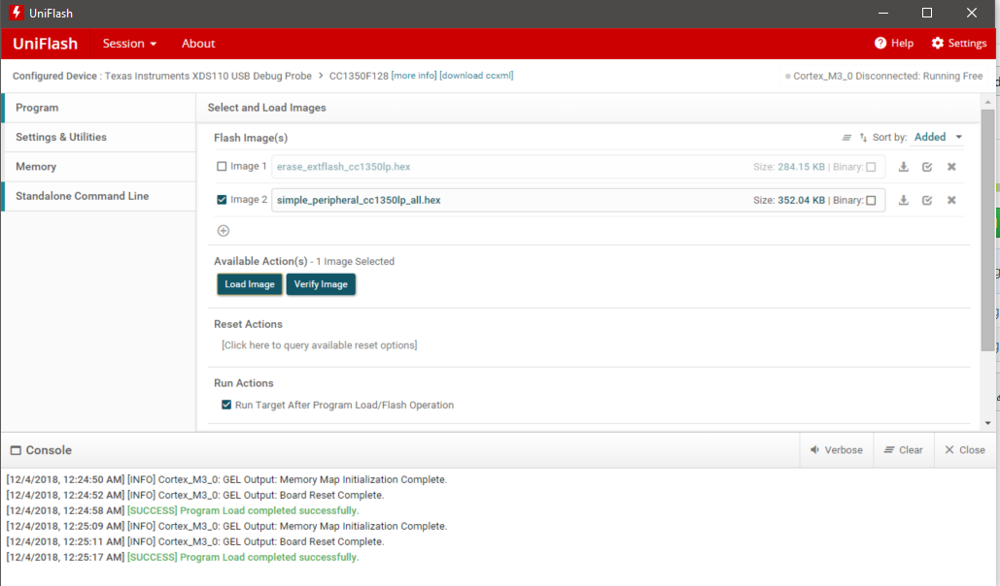 UniFlash
UniFlash Session About Help Settings
Configured Device : Texas Instruments XDS110 USB Debug Probe > CC1350F128 [more info] [download ccxml] Cortex_M3_0 Disconnected: Running Free
Program
Settings & Utilities
Memory
Standalone Command Line
Select and Load Images
Flash Image(s) Sort by: Added
Image 1 erase_extflash_cc1350lp.hex Size: 284.15 KB | Binary:
Image 2 simple_peripheral_cc1350lp_all.hex Size: 352.04 KB | Binary:
Available Action(s) - 1 Image Selected
Load Image Verify Image
Reset Actions
[Click here to query available reset options]
Run Actions
Run Target After Program Load/Flash Operation
Console Verbose Clear Close
[12/4/2018, 12:24:50 AM] [INFO] Cortex_M3_0: GEL Output: Memory Map Initialization Complete.
[12/4/2018, 12:24:52 AM] [INFO] Cortex_M3_0: GEL Output: Board Reset Complete.
[12/4/2018, 12:24:58 AM] [SUCCESS] Program Load completed successfully.
[12/4/2018, 12:25:09 AM] [INFO] Cortex_M3_0: GEL Output: Memory Map Initialization Complete.
[12/4/2018, 12:25:11 AM] [INFO] Cortex_M3_0: GEL Output: Board Reset Complete.
[12/4/2018, 12:25:17 AM] [SUCCESS] Program Load completed successfully.